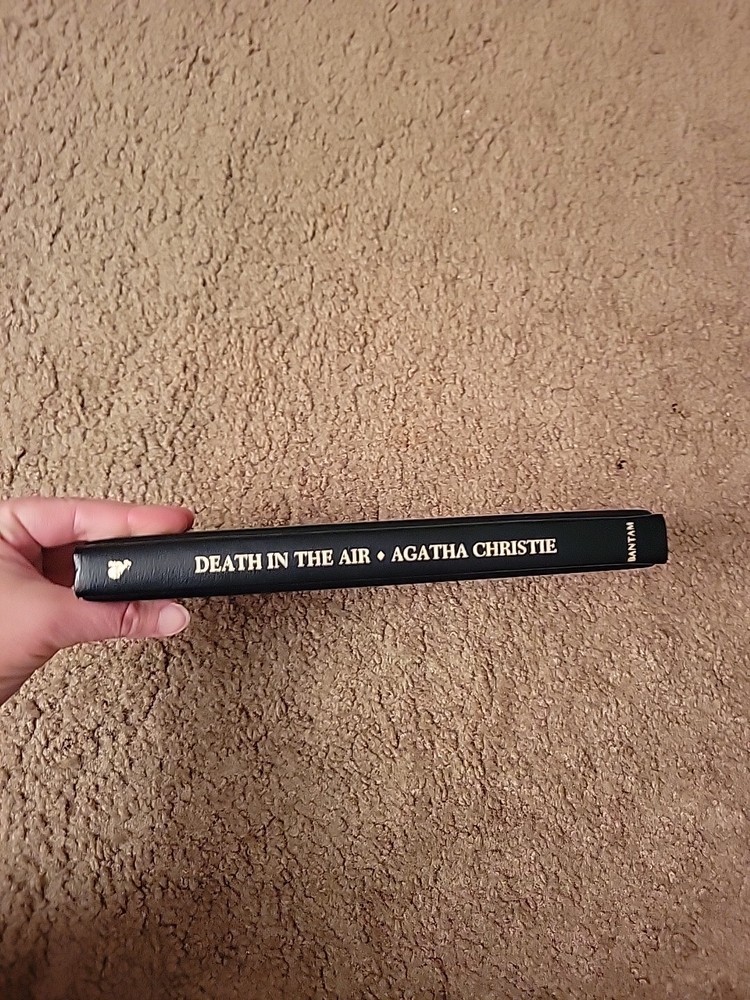 DEATH IN THE AIR ♦ AGATHA CHRISTIE
BANTAM